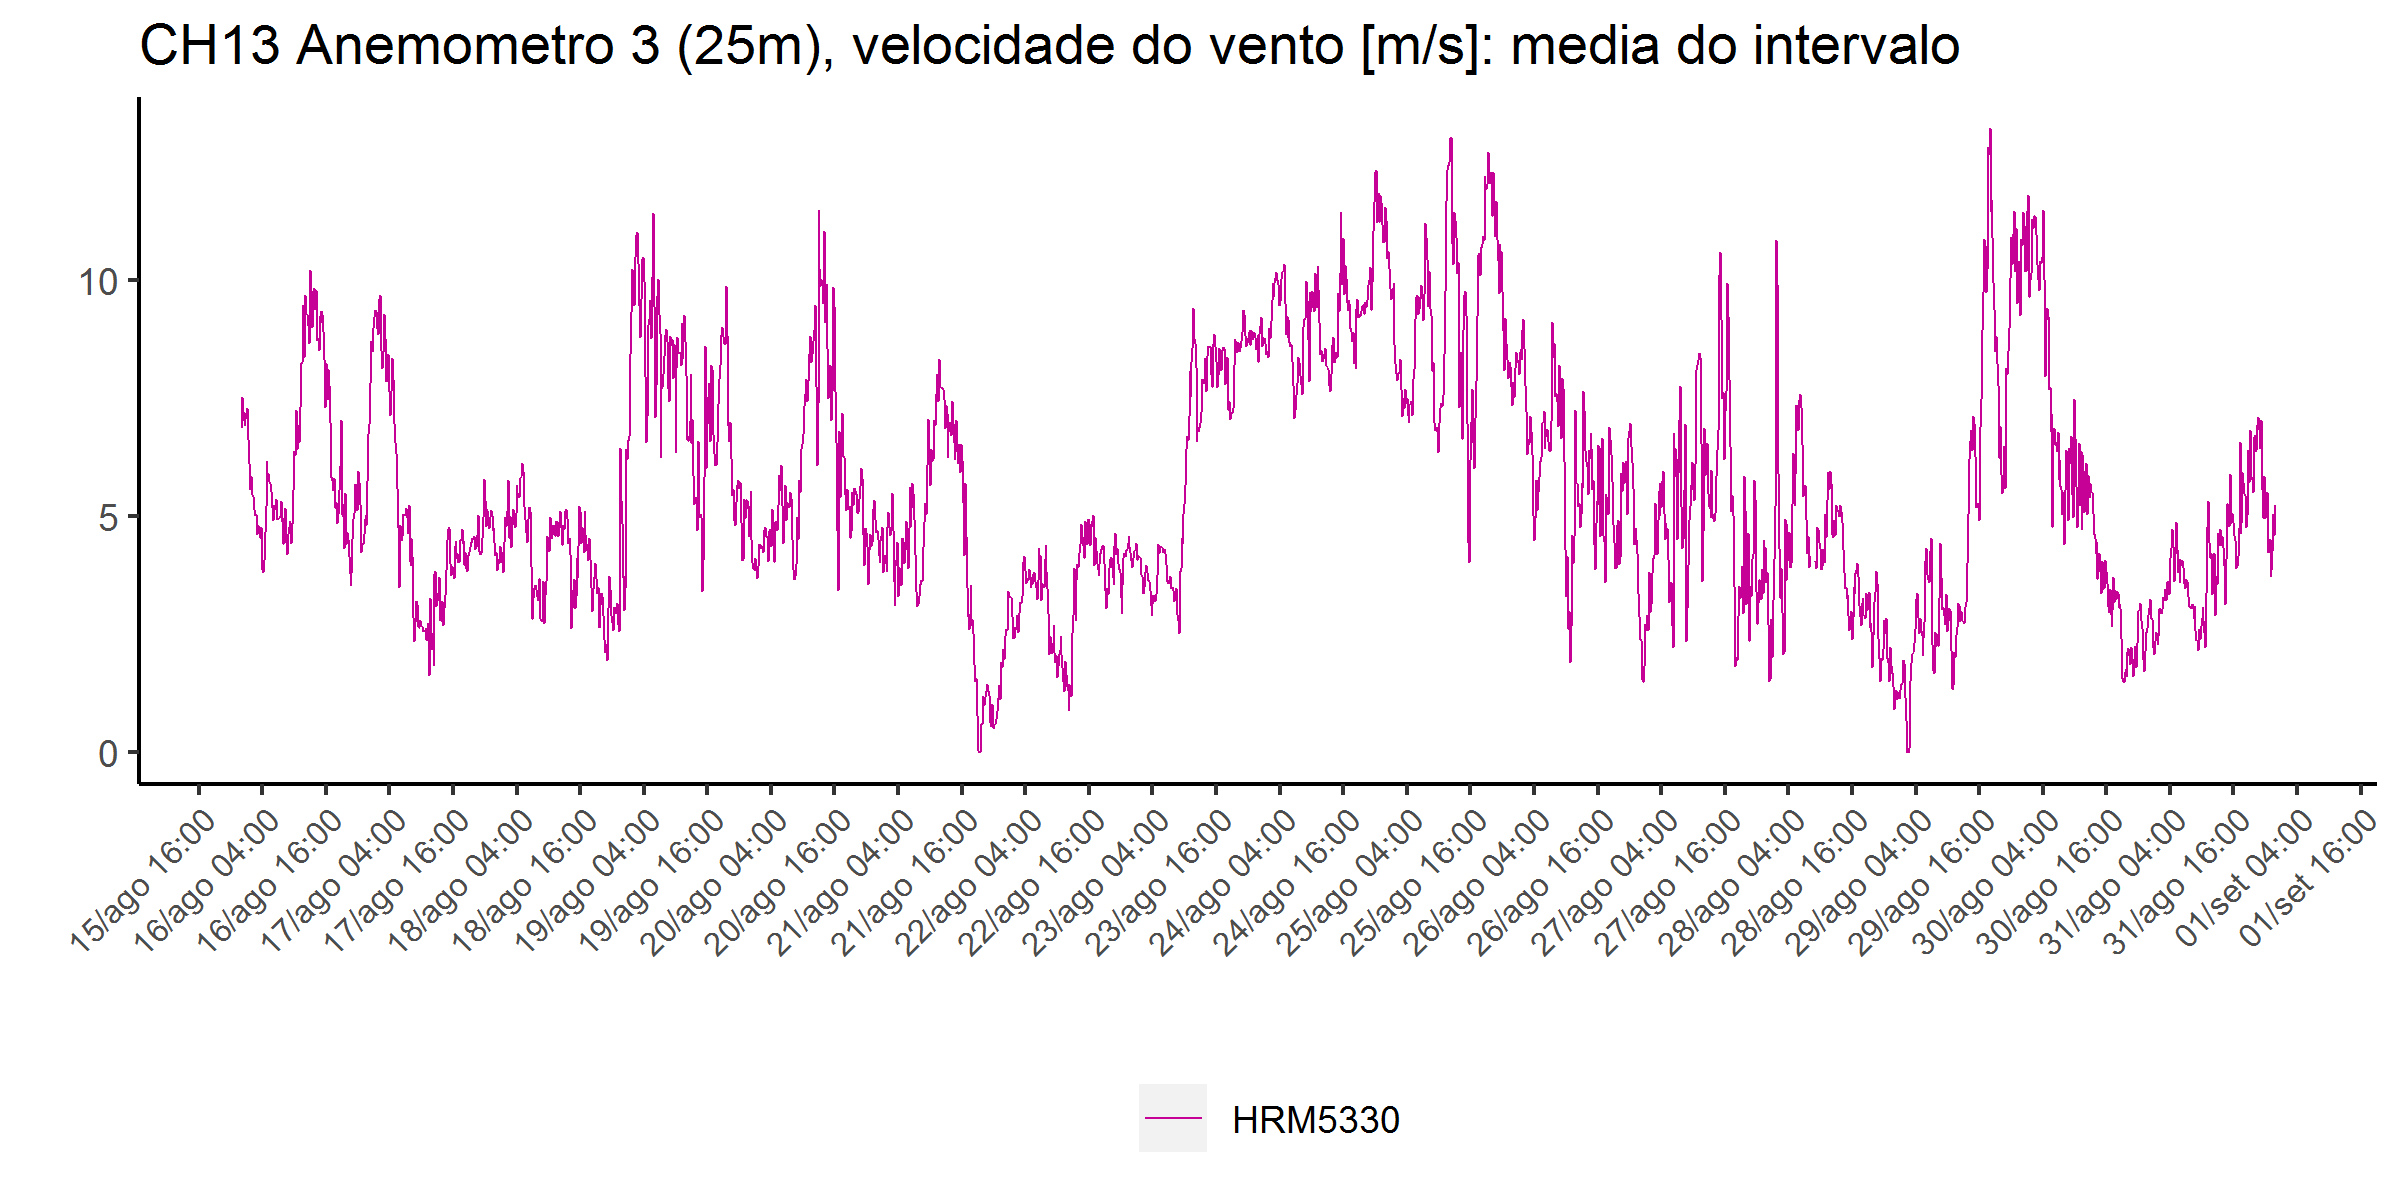 CH13 Anemometro 3 (25m), velocidade do vento [m/s]: media do intervalo
10
5
0
15/ago 16:00
16/ago 04:00
16/ago 16:00
17/ago 04:00
17/ago 16:00
18/ago 04:00
18/ago 16:00
19/ago 04:00
19/ago 16:00
20/ago 04:00
20/ago 16:00
21/ago 04:00
21/ago 16:00
22/ago 04:00
22/ago 16:00
23/ago 04:00
23/ago 16:00
24/ago 04:00
24/ago 16:00
25/ago 04:00
25/ago 16:00
26/ago 04:00
26/ago 16:00
27/ago 04:00
27/ago 16:00
28/ago 04:00
28/ago 16:00
29/ago 04:00
29/ago 16:00
30/ago 04:00
30/ago 16:00
31/ago 04:00
31/ago 16:00
01/set 04:00
01/set 16:00
HRM5330